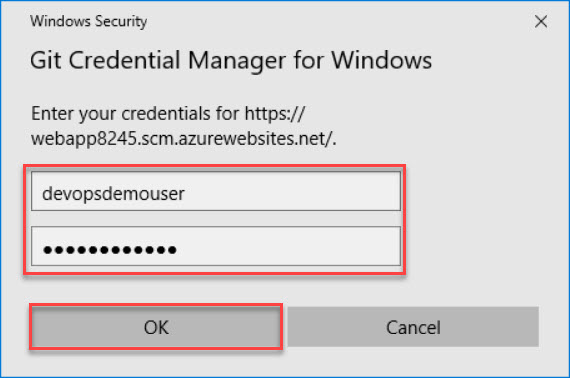 Windows Security
Git Credential Manager for Windows
Enter your credentials for https://
webapp8245.scm.azurewebsites.net/.
devopsdemouser
●●●●●●●●●●●●
OK
Cancel